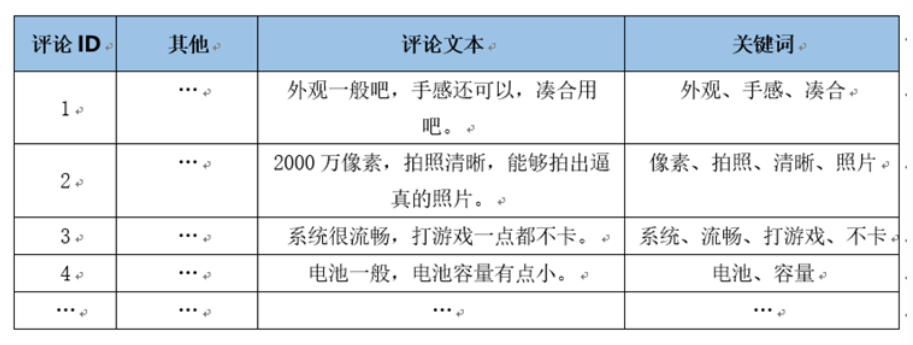 评论 ID 其他 评论文本 关键词
1 … 外观一般吧，手感还可以，凑合用 外观、手感、凑合
吧。
2 … 2000 万像素，拍照清晰，能够拍出逼 像素、拍照、清晰、照片
真的照片。
3 … 系统很流畅，打游戏一点都不卡。 系统、流畅、打游戏、不卡
4 … 电池一般，电池容量有点小。 电池、容量
… … … …